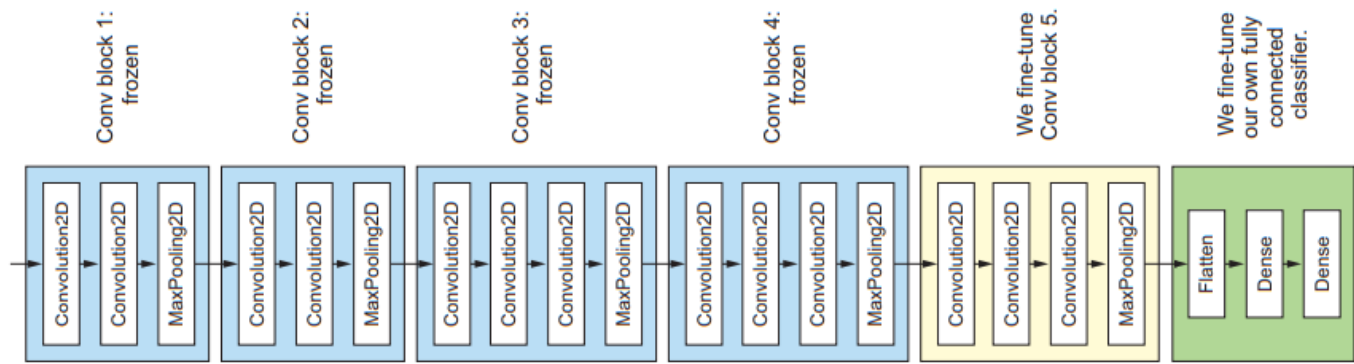 Conv block 1:
frozen
Conv block 2:
frozen
Conv block 3:
frozen
Conv block 4:
frozen
We fine-tune
Conv block 5.
We fine-tune
our own fully
connected
classifier.
Convolution2D
Convolution2D
MaxPooling2D
Convolution2D
Convolution2D
MaxPooling2D
Convolution2D
Convolution2D
Convolution2D
MaxPooling2D
Convolution2D
Convolution2D
Convolution2D
MaxPooling2D
Convolution2D
Convolution2D
Convolution2D
MaxPooling2D
Flatten
Dense
Dense